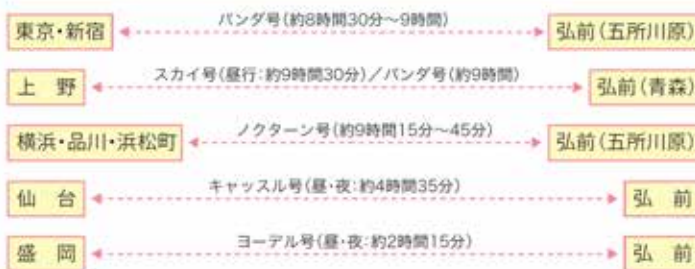 東京・新宿 パンダ号(約8時間30分～9時間) 弘前(五所川原)
上 野 スカイ号(昼行:約9時間30分)／パンダ号(約9時間) 弘前(青森)
横浜・品川・浜松町 ノクターン号(約9時間15分～45分) 弘前(五所川原)
仙 台 キャッスル号(昼・夜:約4時間35分) 弘 前
盛 岡 ヨーデル号(昼・夜:約2時間15分) 弘 前